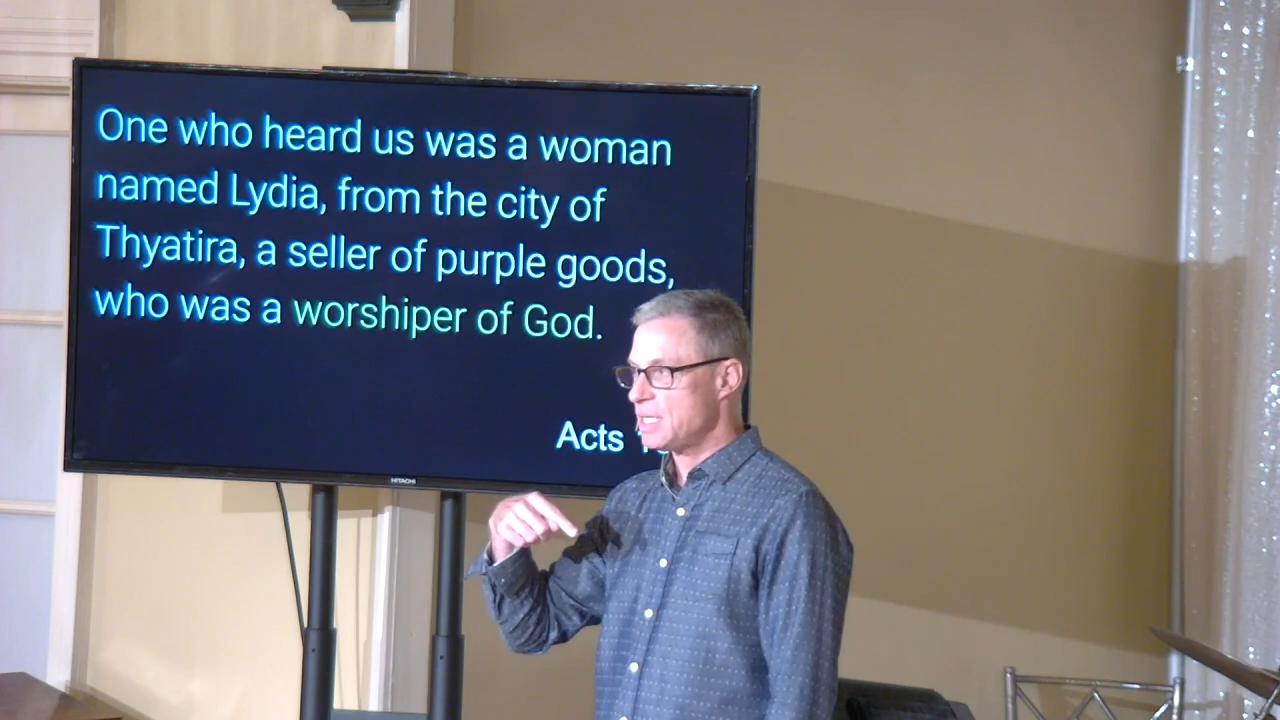 One who heard us was a woman
named Lydia, from the city of
Thyatira, a seller of purple goods,
who was a worshiper of God.
Acts
HITACHI